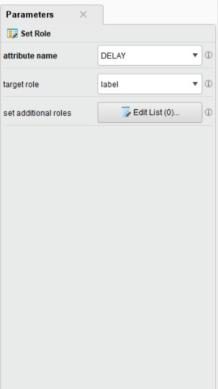 Parameters ×
Set Role
attribute name DELAY
target role label
set additional roles Edit List (0)...